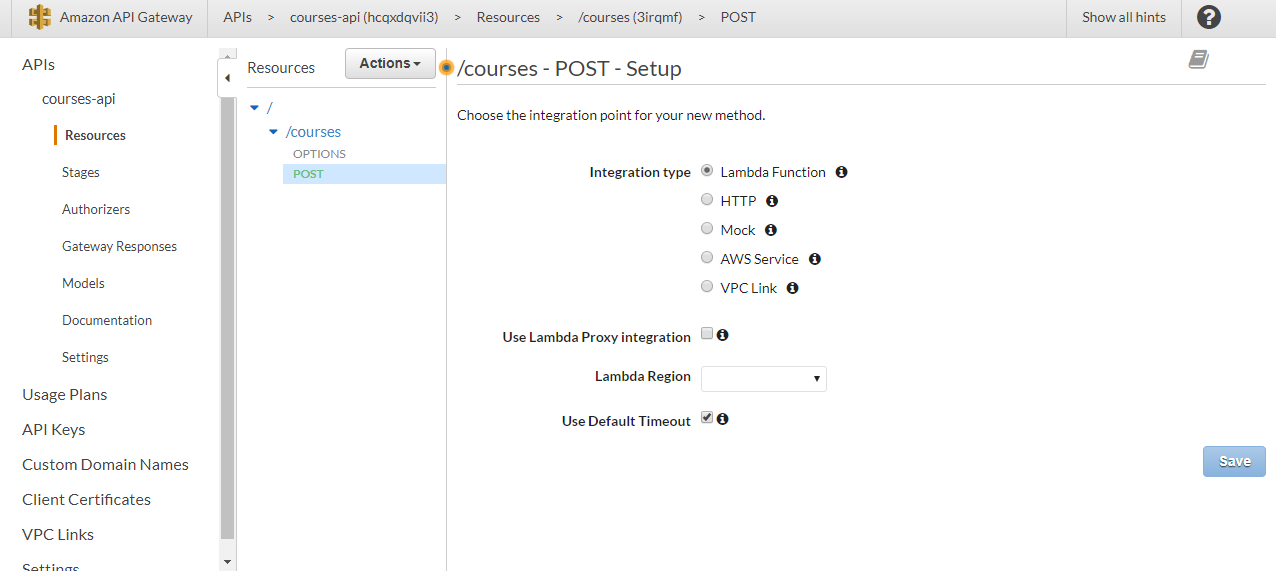 Amazon API Gateway
APIs > courses-api (hcqxdqvii3) > Resources > /courses (3irqmf) > POST
Show all hints
?
APIs
courses-api
Resources
Stages
Authorizers
Gateway Responses
Models
Documentation
Settings
Usage Plans
API Keys
Custom Domain Names
Client Certificates
VPC Links
Settings
Resources
Actions
/
/courses
OPTIONS
POST
/courses - POST - Setup
Choose the integration point for your new method.
Integration type
Lambda Function
HTTP
Mock
AWS Service
VPC Link
Use Lambda Proxy integration
Lambda Region
Use Default Timeout
Save